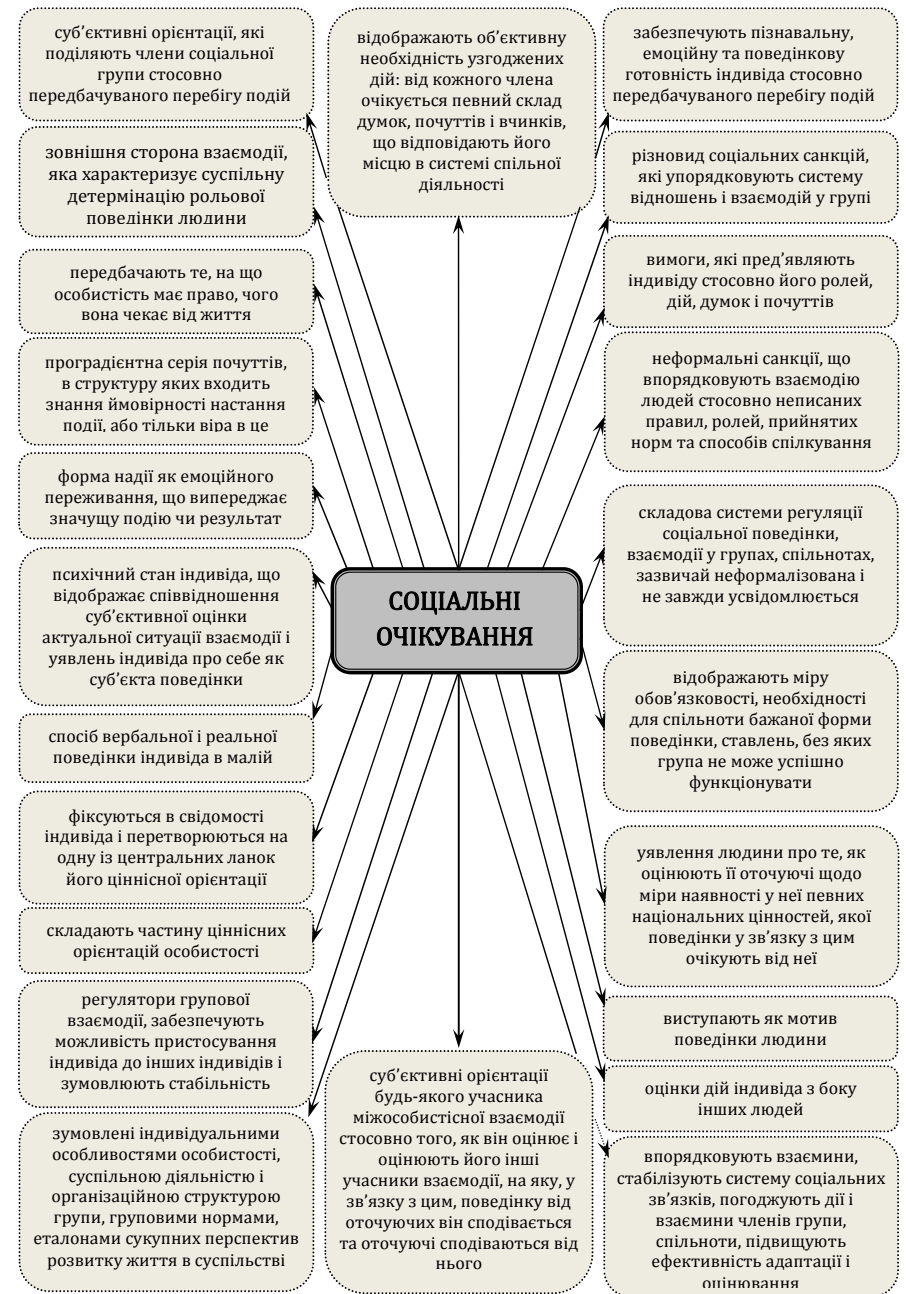 суб’єктивні орієнтації, які
поділяють члени соціальної
групи стосовно
передбачуваного перебігу подій
зовнішня сторона взаємодії,
яка характеризує суспільну
детермінацію рольової
поведінки людини
передбачають те, на що
особистість має право, чого
вона чекає від життя
проградієнтна серія почуттів,
в структуру яких входить
знання ймовірності настання
події, або тільки віра в це
форма надії як емоційного
переживання, що випереджає
значущу подію чи результат
психічний стан індивіда, що
відображає співвідношення
суб’єктивної оцінки
актуальної ситуації взаємодії і
уявлень індивіда про себе як
суб’єкта поведінки
спосіб вербальної і реальної
поведінки індивіда в малій
фіксуються в свідомості
індивіда і перетворюються на
одну із центральних ланок
його ціннісної орієнтації
складають частину ціннісних
орієнтацій особистості
регулятори групової
взаємодії, забезпечують
можливість пристосування
індивіда до інших індивідів і
зумовлюють стабільність
зумовлені індивідуальними
особливостями особистості,
суспільною діяльністю і
організаційною структурою
групи, груповими нормами,
еталонами сукупних перспектив
розвитку життя в суспільстві
відображають об’єктивну
необхідність узгоджених
дій: від кожного члена
очікується певний склад
думок, почуттів і вчинків,
що відповідають його
місцю в системі спільної
діяльності
СОЦІАЛЬНІ
ОЧІКУВАННЯ
суб’єктивні орієнтації
будь-якого учасника
міжособистісної взаємодії
стосовно того, як він оцінює і
оцінюють його інші
учасники взаємодії, на яку, у
зв’язку з цим, поведінку від
оточуючих він сподівається
та оточуючі сподіваються від
нього
забезпечують пізнавальну,
емоційну та поведінкову
готовність індивіда стосовно
передбачуваного перебігу подій
різновид соціальних санкцій,
які упорядковують систему
відношень і взаємодій у групі
вимоги, які пред’являють
індивіду стосовно його ролей,
дій, думок і почуттів
неформальні санкції, що
впорядковують взаємодію
людей стосовно неписаних
правил, ролей, прийнятих
норм та способів спілкування
складова системи регуляції
соціальної поведінки,
взаємодії у групах, спільнотах,
зазвичай неформалізована і
не завжди усвідомлюється
відображають міру
обов’язковості, необхідності
для спільноти бажаної форми
поведінки, ставлень, без яких
група не може успішно
функціонувати
уявлення людини про те, як
оцінюють її оточуючі щодо
міри наявності у неї певних
національних цінностей, якої
поведінки у зв’язку з цим
очікують від неї
виступають як мотив
поведінки людини
оцінки дій індивіда з боку
інших людей
впорядковують взаємини,
стабілізують систему соціальних
зв’язків, погоджують дії і
взаємини членів групи,
спільноти, підвищують
ефективність адаптації і
оцінювання